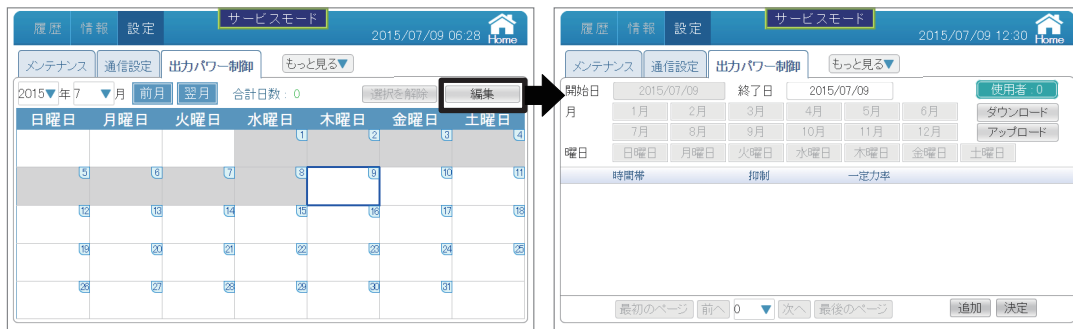 サービスモード
履歴 情報 設定 2015/07/09 06:28 Home
メンテナンス 通信設定 出力パワー制御 もっと見る▼
2015▼年7 ▼月 前月 翌月 合計日数 : 0 選択を解除 編集
日曜日 月曜日 火曜日 水曜日 木曜日 金曜日 土曜日
1 2 3 4
5 6 7 8 9 10 11
12 13 14 15 16 17 18
19 20 21 22 23 24 25
26 27 28 29 30 31
サービスモード
履歴 情報 設定 2015/07/09 12:30 Home
メンテナンス 通信設定 出力パワー制御 もっと見る▼
開始日 2015/07/09 終了日 2015/07/09 使用者 : 0
月 1月 2月 3月 4月 5月 6月 ダウンロード
7月 8月 9月 10月 11月 12月 アップロード
曜日 日曜日 月曜日 火曜日 水曜日 木曜日 金曜日 土曜日
時間帯 抑制 一定力率
最初のページ 前へ 0 ▼ 次へ 最後のページ 追加 決定